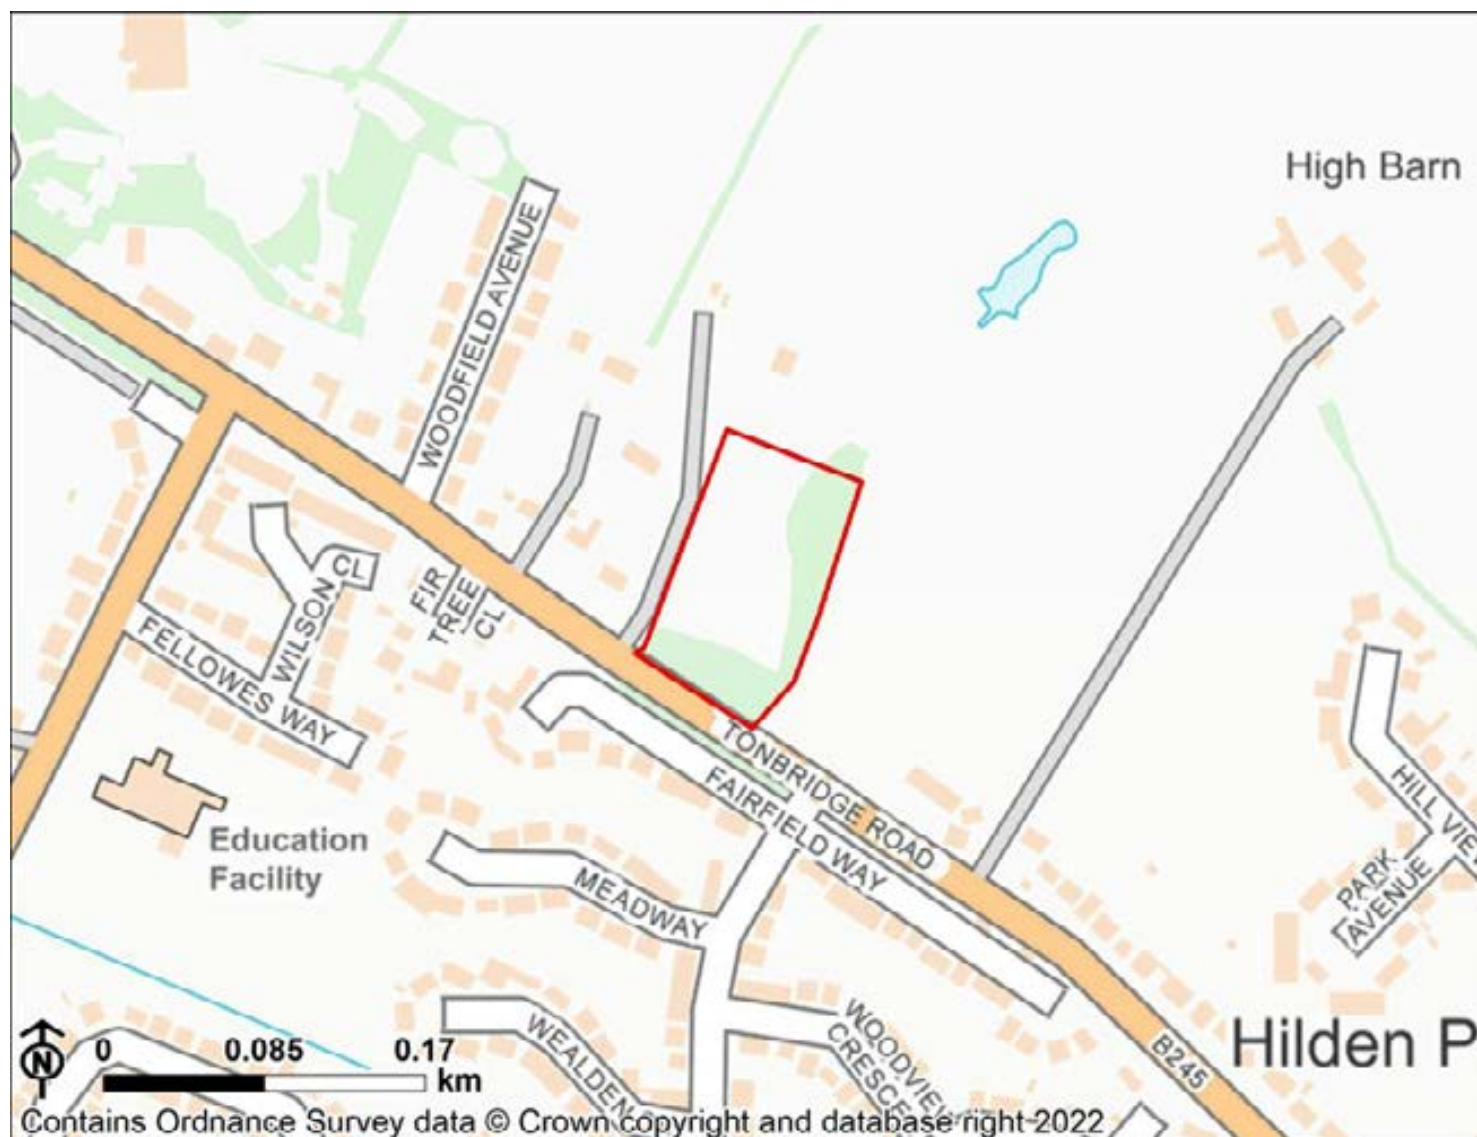 High Barn
WOODFIELD AVENUE
FIR
TREE
CL
WILSON
CL
FELLOWES WAY
TONBRIDGE ROAD
FAIRFIELD WAY
HILL VIEW
PARK
AVENUE
Education
Facility
MEADWAY
WEALDEN
WOODVIEW
CRESCE
B245
Hilden P
N
0 0.085 0.17
km
Contains Ordnance Survey data © Crown copyright and database right 2022